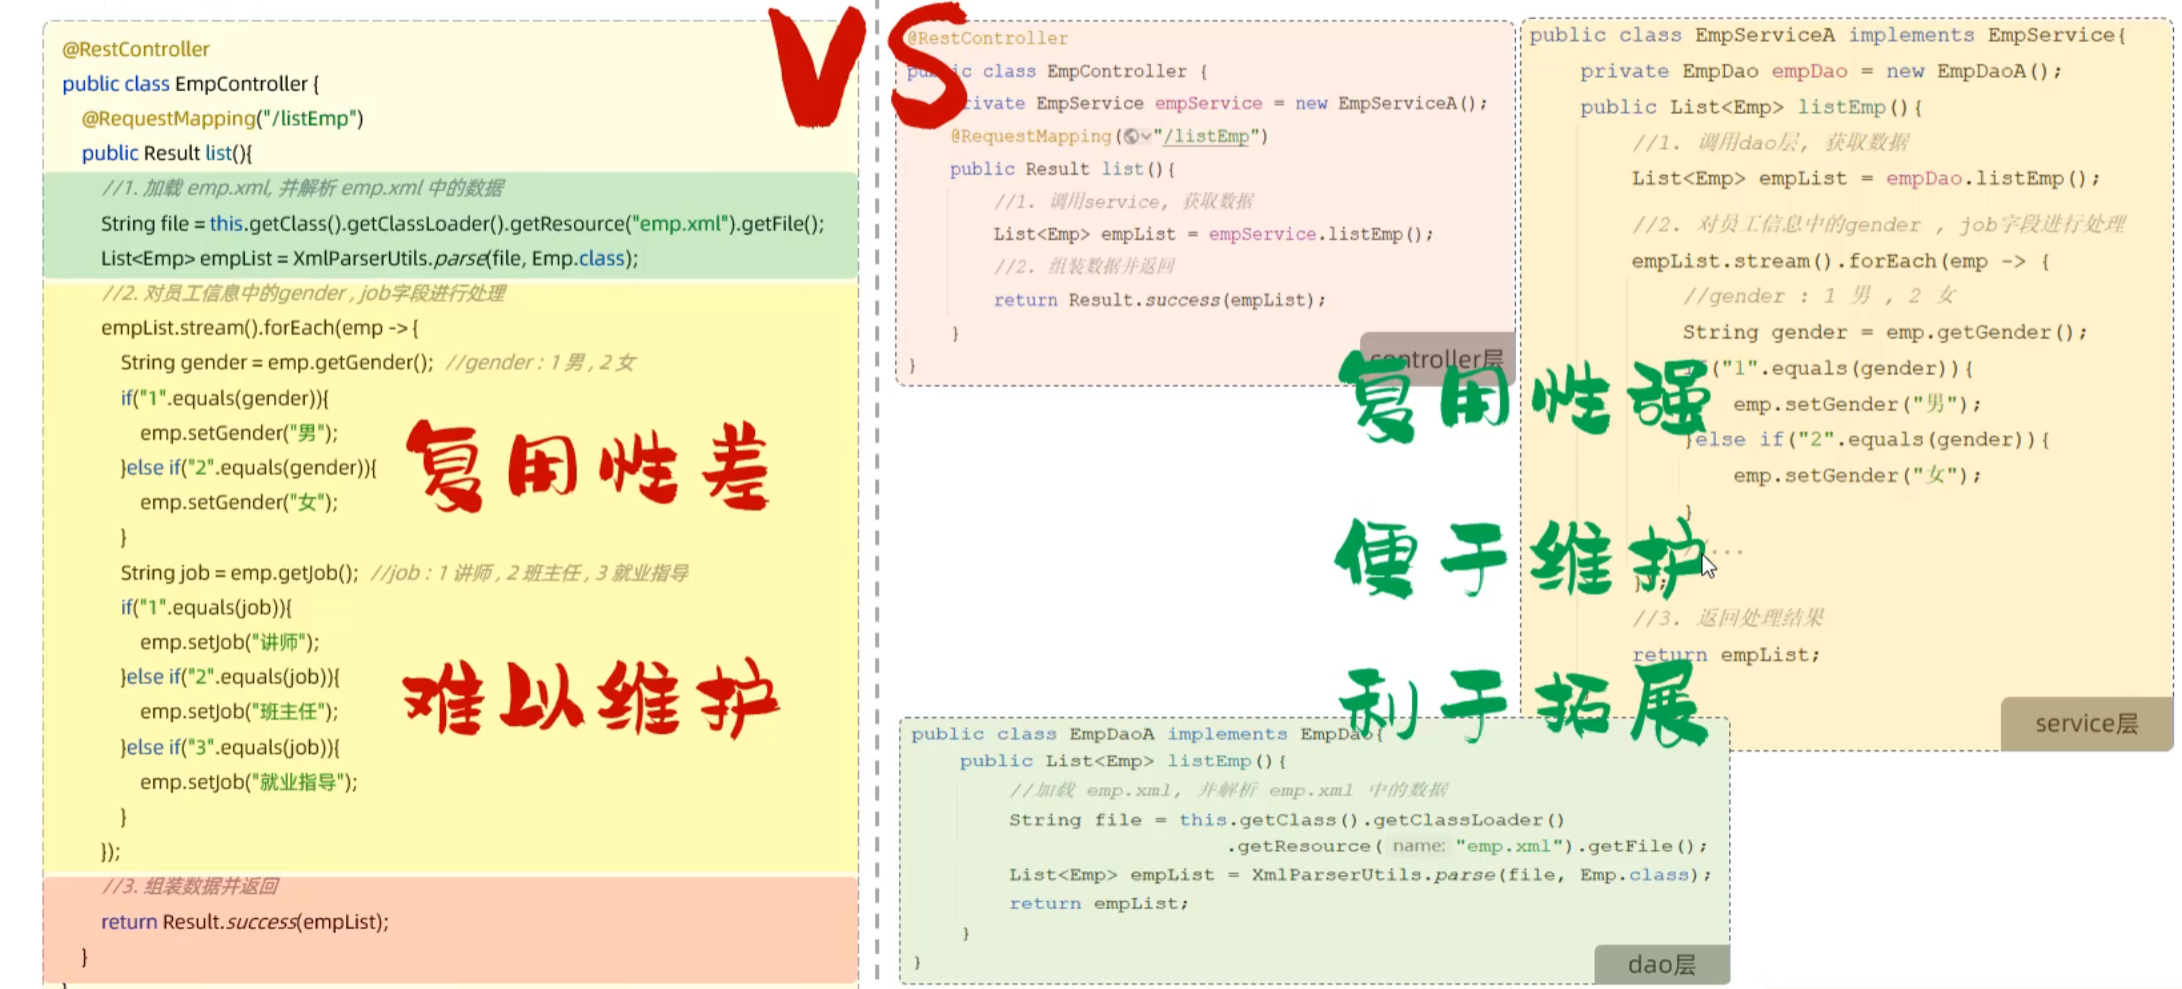 VS
@RestController
public class EmpController {
@RequestMapping("/listEmp")
public Result list(){
//1. 加载 emp.xml, 并解析 emp.xml 中的数据
String file = this.getClass().getClassLoader().getResource("emp.xml").getFile();
List<Emp> empList = XmlParserUtils.parse(file, Emp.class);
//2. 对员工信息中的gender , job字段进行处理
empList.stream().forEach(emp -> {
String gender = emp.getGender(); //gender : 1 男 , 2 女
if("1".equals(gender)){
emp.setGender("男");
}else if("2".equals(gender)){
emp.setGender("女");
}
String job = emp.getJob(); //job : 1 讲师 , 2 班主任 , 3 就业指导
if("1".equals(job)){
emp.setJob("讲师");
}else if("2".equals(job)){
emp.setJob("班主任");
}else if("3".equals(job)){
emp.setJob("就业指导");
}
});
//3. 组装数据并返回
return Result.success(empList);
}
复用性差
难以维护
@RestController
public class EmpController {
private EmpService empService = new EmpServiceA();
@RequestMapping("/listEmp")
public Result list(){
//1. 调用service, 获取数据
List<Emp> empList = empService.listEmp();
//2. 组装数据并返回
return Result.success(empList);
}
}
controller层
复用性强
便于维护
利于拓展
public class EmpServiceA implements EmpService{
private EmpDao empDao = new EmpDaoA();
public List<Emp> listEmp(){
//1. 调用dao层, 获取数据
List<Emp> empList = empDao.listEmp();
//2. 对员工信息中的gender , job字段进行处理
empList.stream().forEach(emp -> {
//gender : 1 男 , 2 女
String gender = emp.getGender();
if("1".equals(gender)){
emp.setGender("男");
}else if("2".equals(gender)){
emp.setGender("女");
}
//...
});
//3. 返回处理结果
return empList;
service层
public class EmpDaoA implements EmpDao{
public List<Emp> listEmp(){
//加载 emp.xml, 并解析 emp.xml 中的数据
String file = this.getClass().getClassLoader()
.getResource( name: "emp.xml").getFile();
List<Emp> empList = XmlParserUtils.parse(file, Emp.class);
return empList;
}
}
dao层